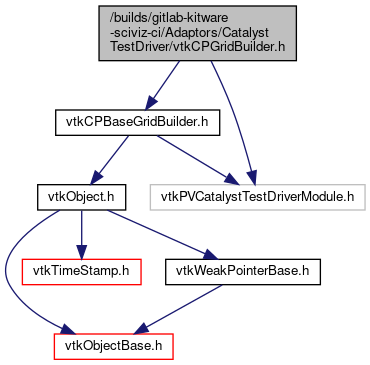 /builds/gitlab-kitware
-sciviz-ci/Adaptors/Catalyst
TestDriver/vtkCPGridBuilder.h
vtkCPBaseGridBuilder.h
vtkObject.h
vtkPVCatalystTestDriverModule.h
vtkTimeStamp.h
vtkWeakPointerBase.h
vtkObjectBase.h